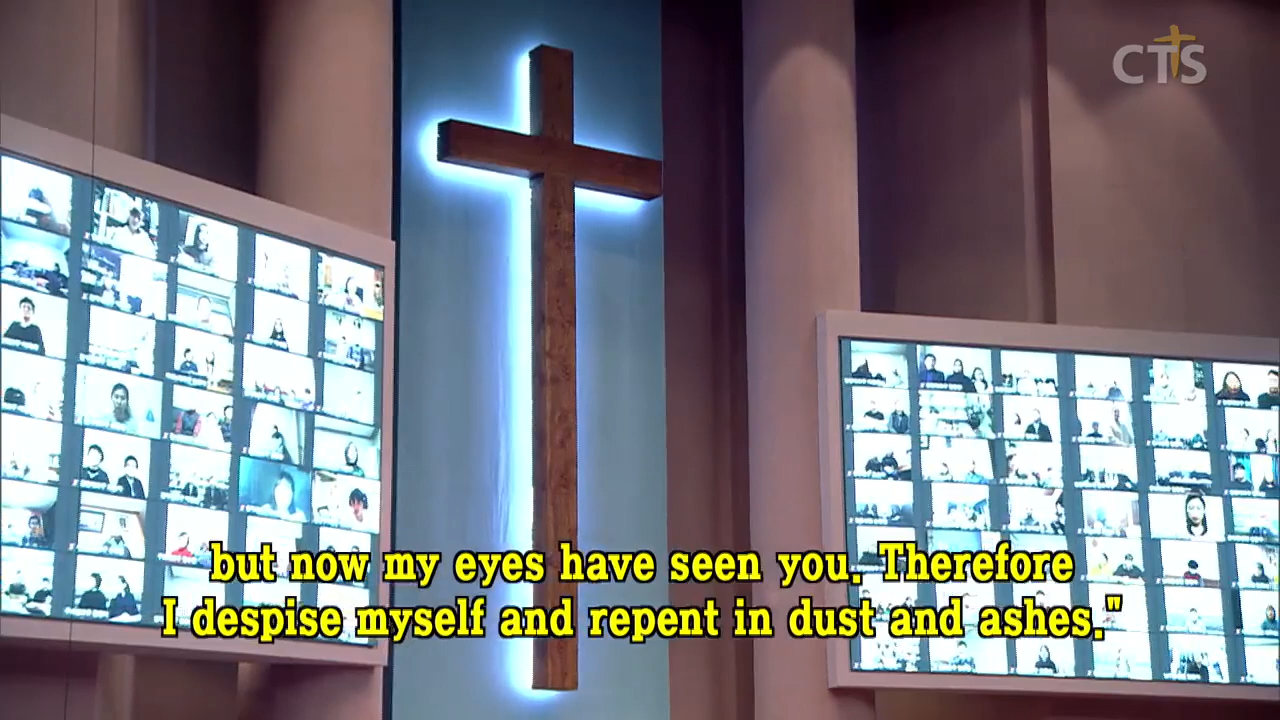 CTS
but now my eyes have seen you. Therefore
I despise myself and repent in dust and ashes."